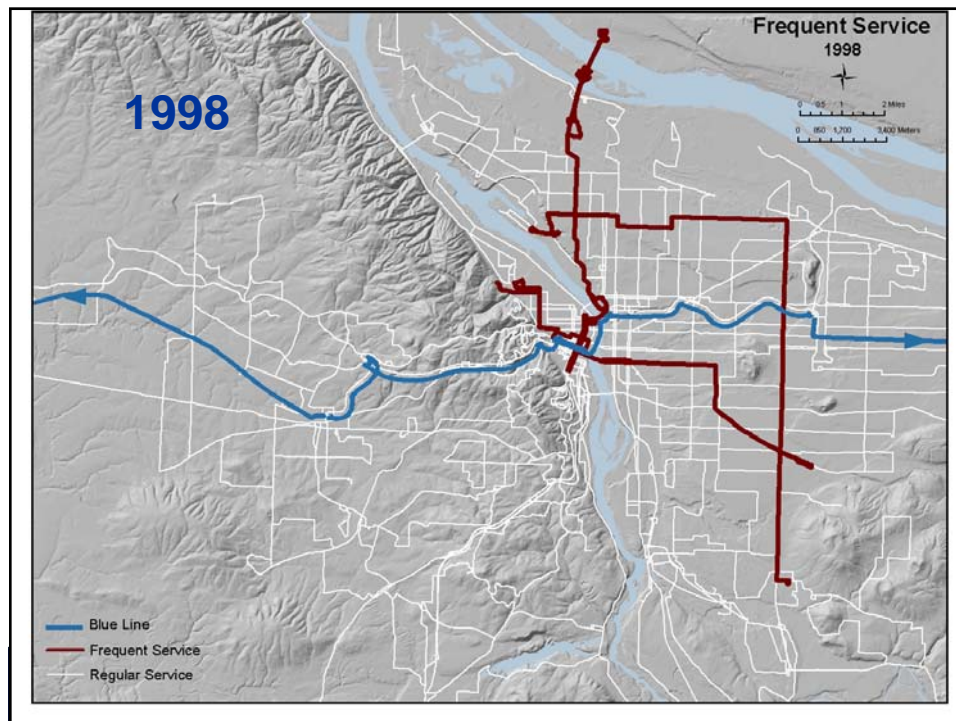 Frequent Service
1998
1998
0 0.5 1 2 Miles
0 850 1,700 3,400 Meters
Blue Line
Frequent Service
Regular Service